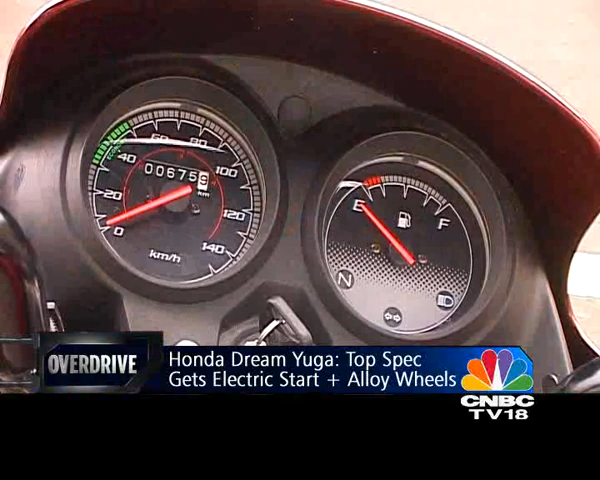 60 80
40 100
20 120
0 140
006759
km
km/h
E F
N
OVERDRIVE
Honda Dream Yuga: Top Spec
Gets Electric Start + Alloy Wheels
CNBC
TV18